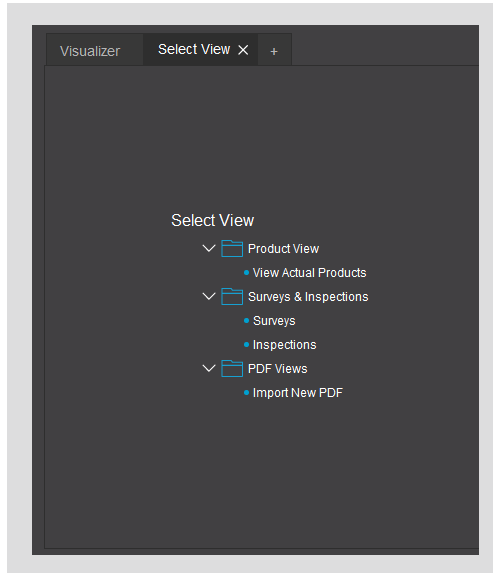 Visualizer
Select View
+
Select View
Product View
View Actual Products
Surveys & Inspections
Surveys
Inspections
PDF Views
Import New PDF